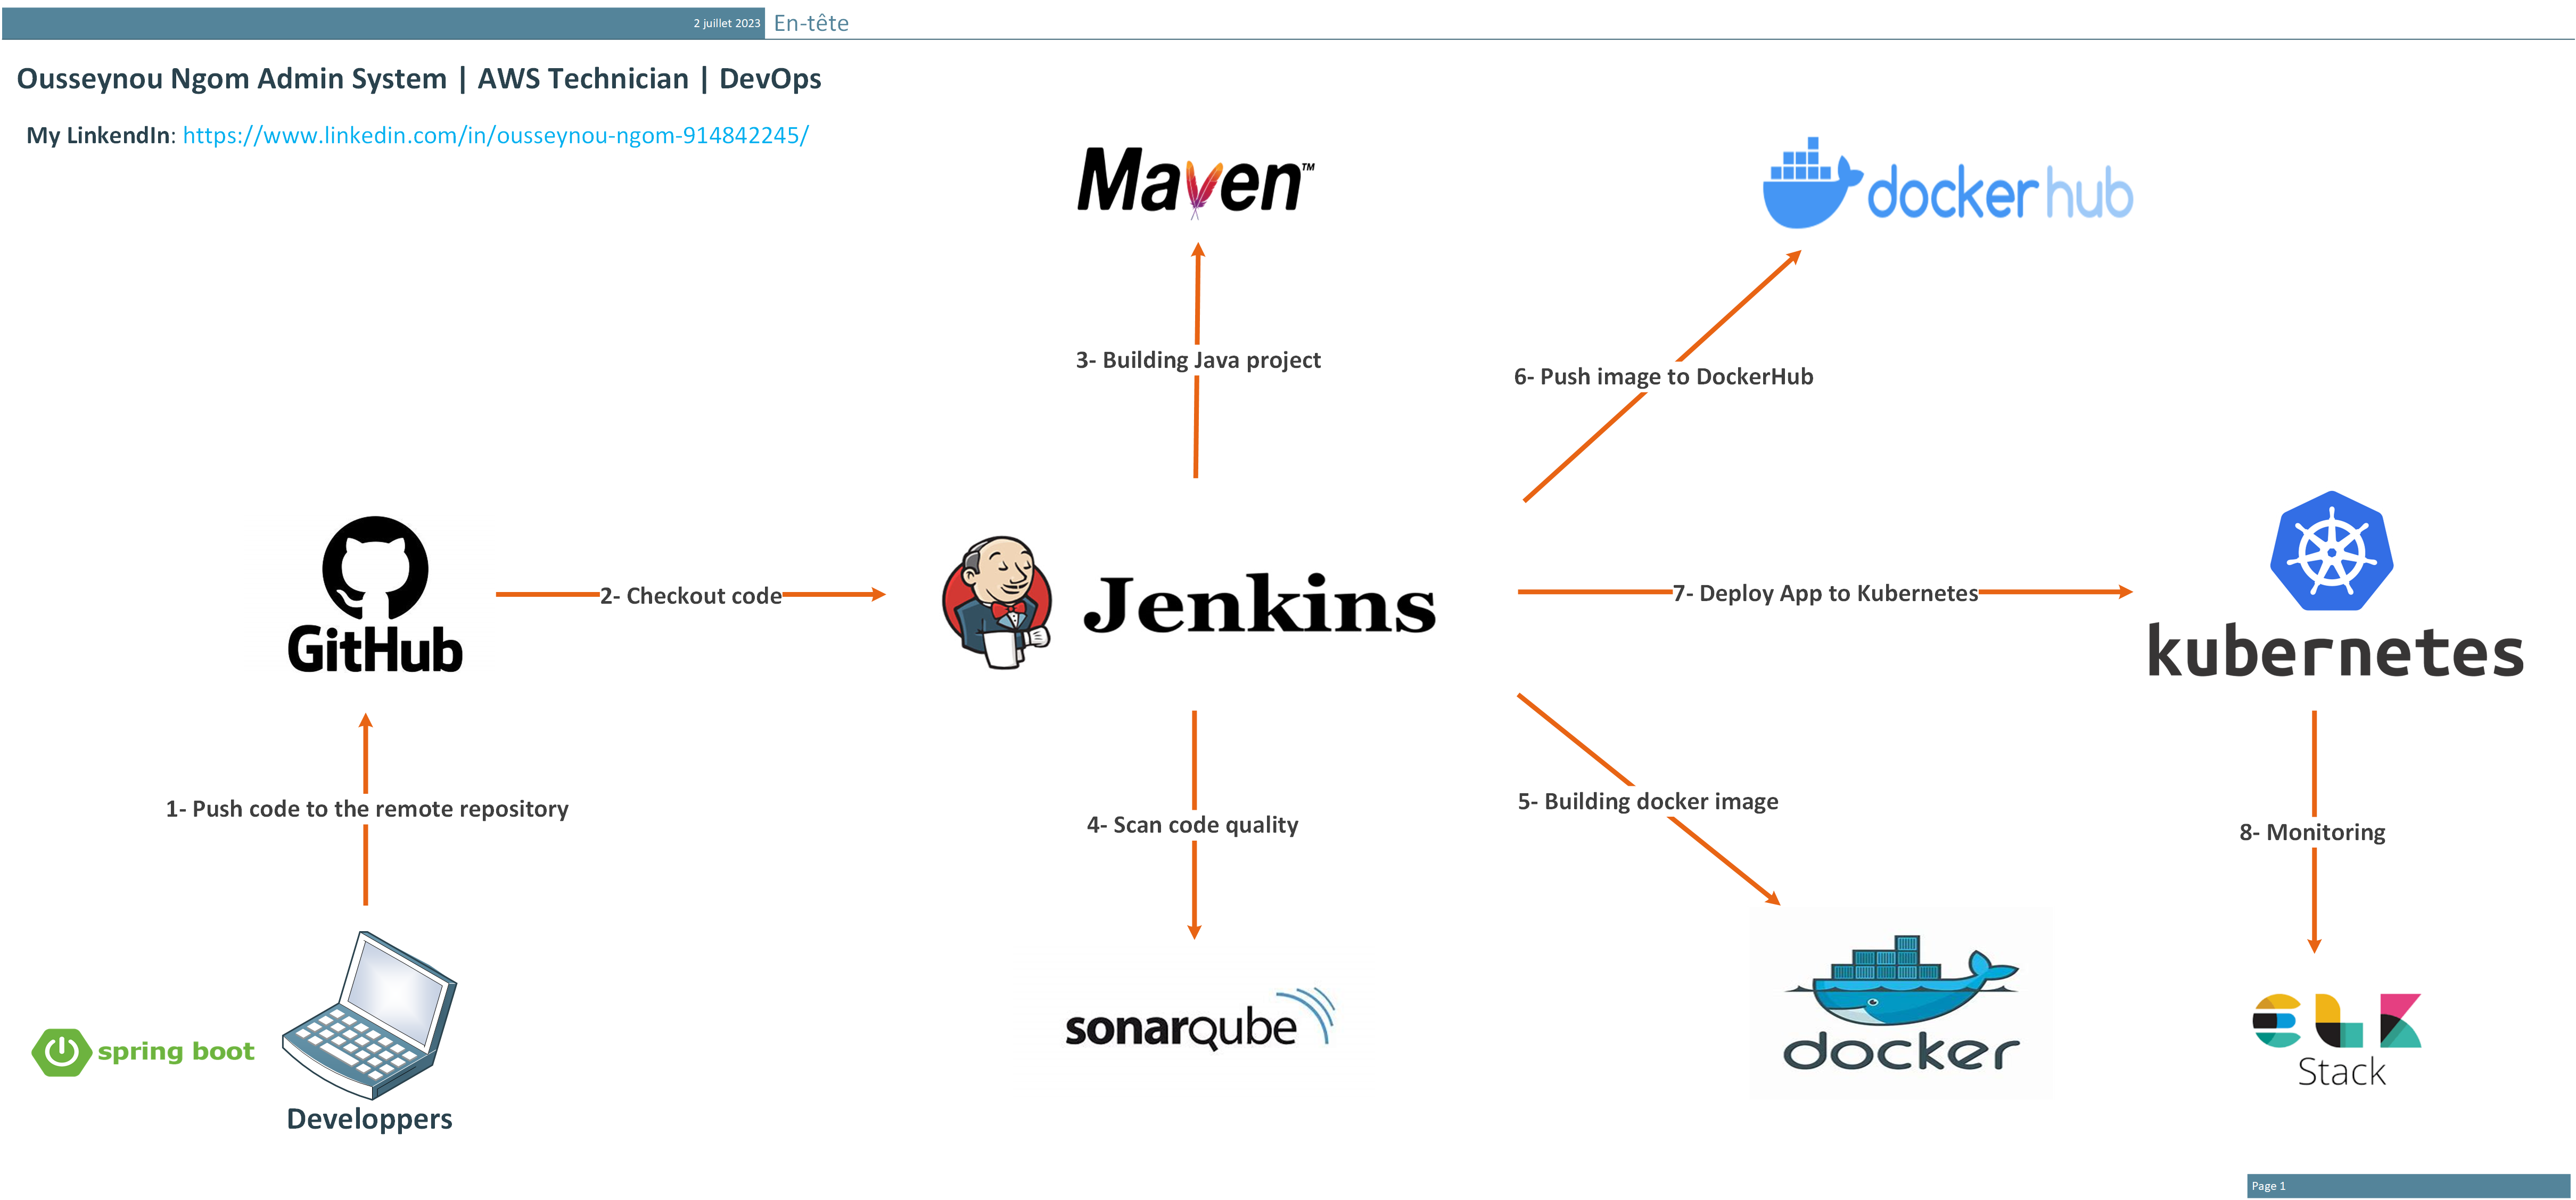 2 juillet 2023 En-tête
Ousseynou Ngom Admin System | AWS Technician | DevOps
My LinkendIn: https://www.linkedin.com/in/ousseynou-ngom-914842245/
Maven™
dockerhub
3- Building Java project
6- Push image to DockerHub
GitHub
2- Checkout code
Jenkins
7- Deploy App to Kubernetes
kubernetes
1- Push code to the remote repository
4- Scan code quality
5- Building docker image
8- Monitoring
spring boot
Developpers
sonarqube
docker
ELK
Stack
Page 1